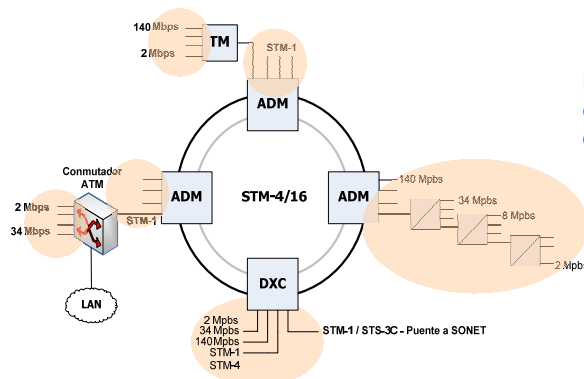 140 Mbps
TM
2 Mbps
STM-1
ADM
Conmutador
ATM
2 Mbps
34 Mbps
STM-1
ADM
STM-4/16
ADM
140 Mpbs
34 Mpbs
8 Mpbs
2 Mpbs
LAN
DXC
2 Mpbs
34 Mpbs
140 Mpbs
STM-1
STM-4
STM-1 / STS-3C - Puente a SONET